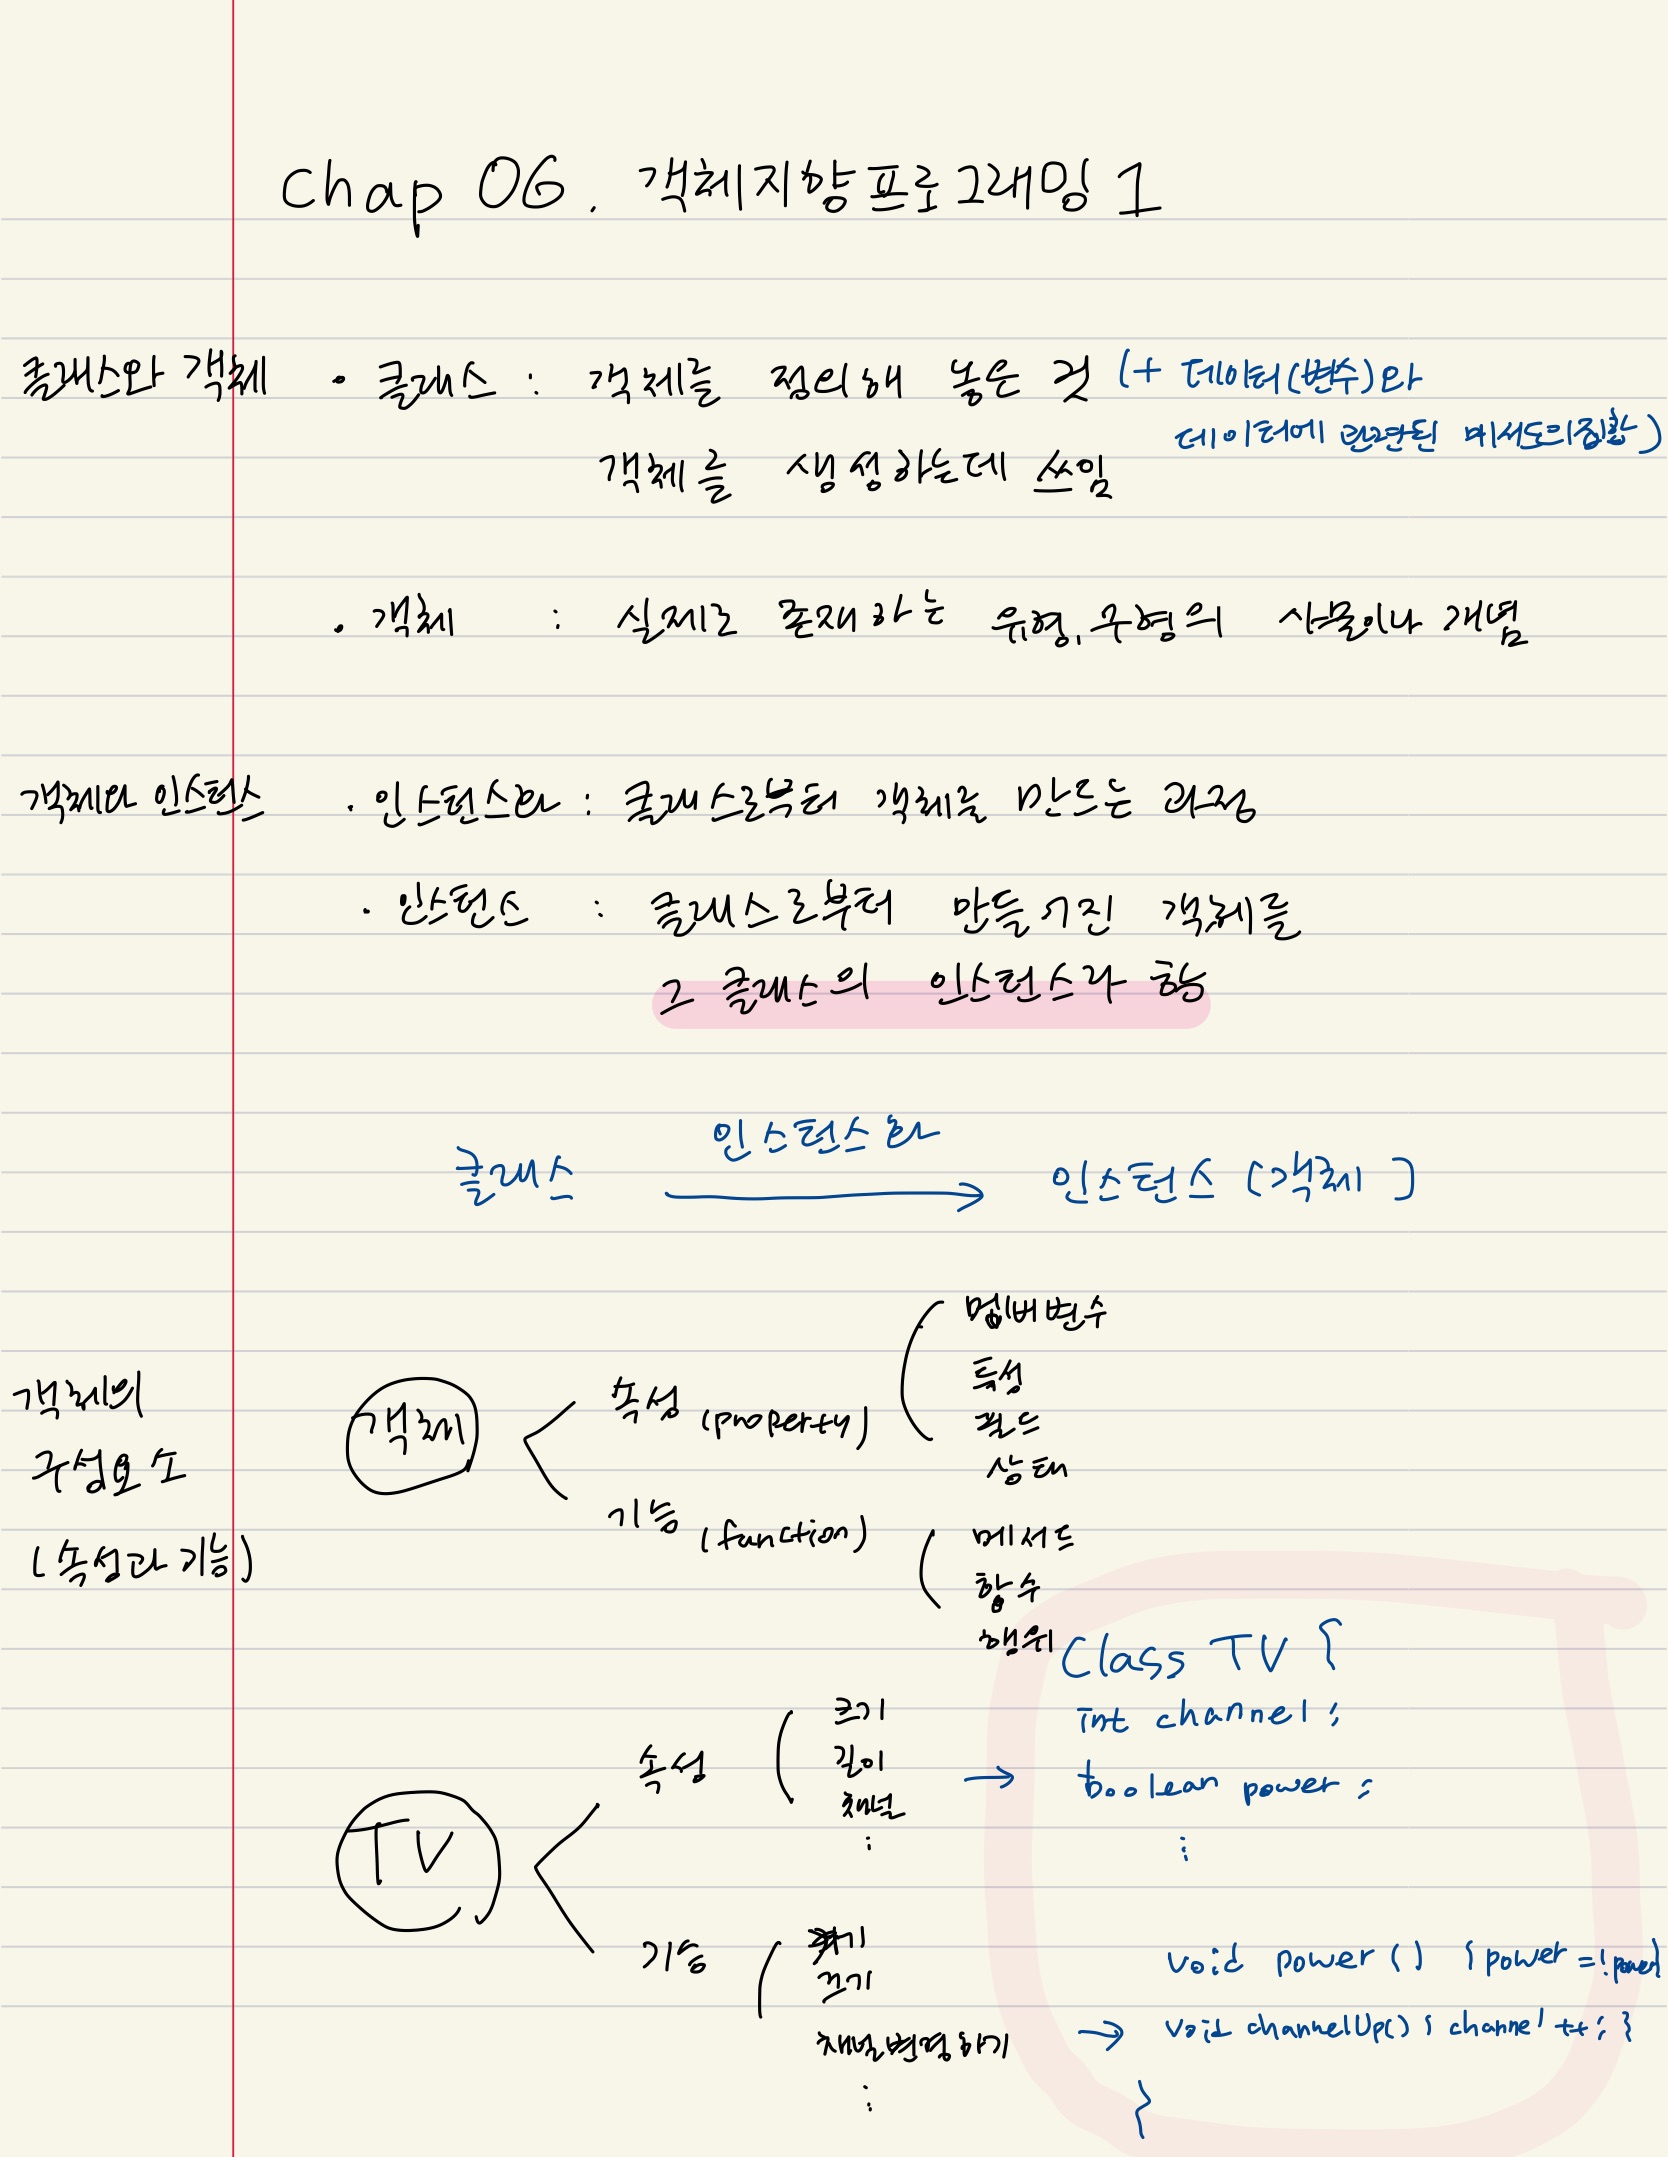 Chap 06. 객체지향프로그래밍 1
클래스와 객체
· 클래스 : 객체를 정의해 놓은 것 (+ 데이터(변수)와
데이터에 관련된 메서드의 집합)
객체를 생성하는데 쓰임
· 객체 : 실제로 존재하는 유형, 무형의 사물이나 개념
객체와 인스턴스
· 인스턴스화 : 클래스로부터 객체를 만드는 과정
· 인스턴스 : 클래스로부터 만들어진 객체를
그 클래스의 인스턴스라 함
인스턴스화
클래스 → 인스턴스 (객체)
객체의
구성요소
(속성과 기능)
객체
속성 (property)
멤버변수
특성
필드
상태
기능 (function)
메서드
함수
행위
TV
속성
크기
길이
채널
⋮
기능
끄기
채널변경하기
⋮
Class TV {
→ int channel;
boolean power;
⋮
void power() { power = !power }
→ void channelUp() { channel ++; }
}